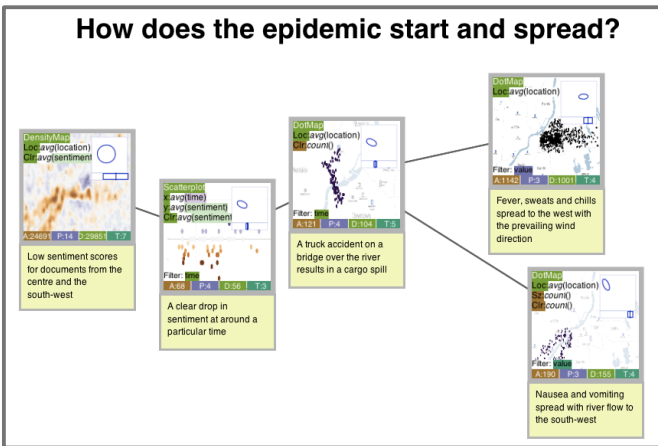 How does the epidemic start and spread?
DensityMap
Loc:avg(location)
Clr:avg(sentiment
A:24691 P:14 D:29851 T:7
Low sentiment scores
for documents from the
centre and the
south-west
Scatterplot
x:avg(time)
y:avg(sentiment)
Clr:avg(sentiment)
Filter: time
A:68 P:4 D:56 T:3
A clear drop in
sentiment at around a
particular time
DotMap
Loc:avg(location)
Clr:count()
Filter: time
A:121 P:4 D:104 T:5
A truck accident on a
bridge over the river
results in a cargo spill
DotMap
Loc:avg(location)
Filter: value
A:1142 P:3 D:1001 T:4
Fever, sweats and chills
spread to the west with
the prevailing wind
direction
DotMap
Loc:avg(location)
Sz:count()
Clr:count()
Filter: value
A:190 P:3 D:155 T:4
Nausea and vomiting
spread with river flow to
the south-west